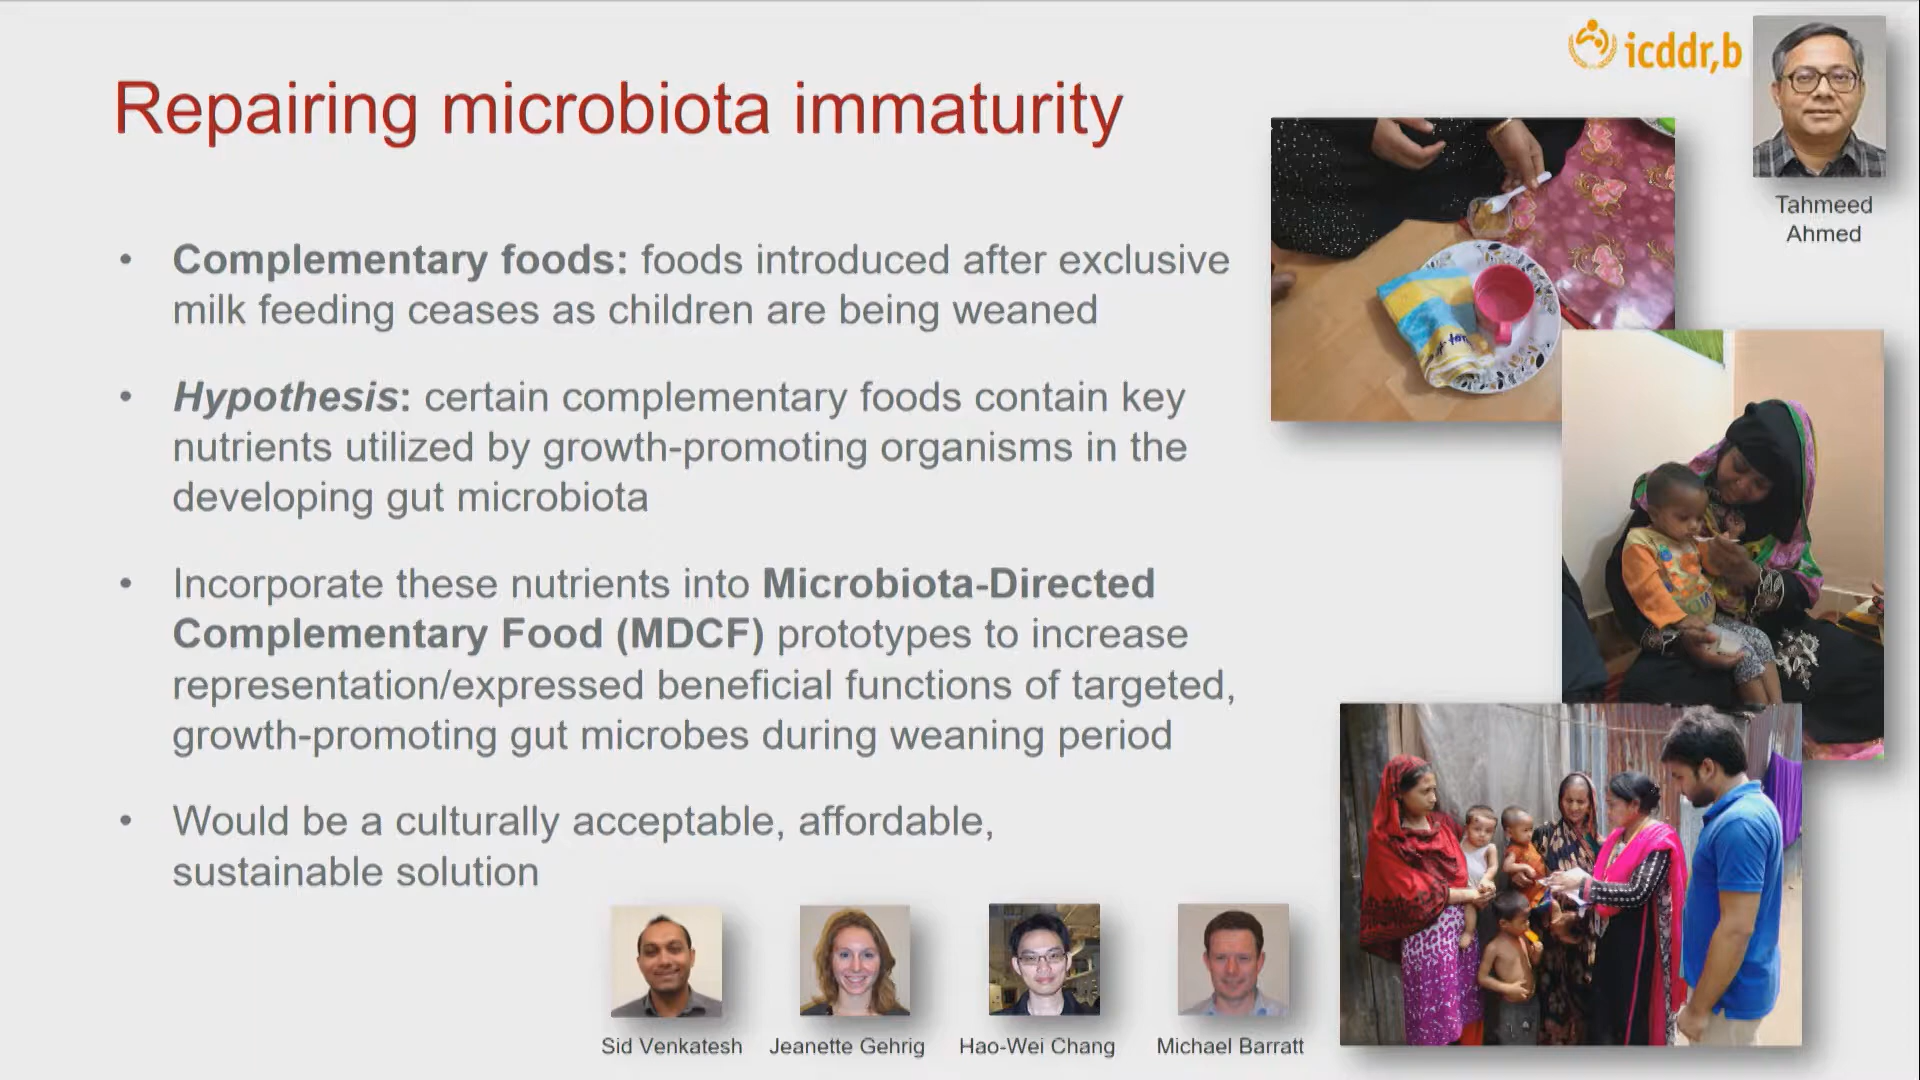 icddr,b
Repairing microbiota immaturity
Tahmeed
Ahmed
• Complementary foods: foods introduced after exclusive
milk feeding ceases as children are being weaned
• Hypothesis: certain complementary foods contain key
nutrients utilized by growth-promoting organisms in the
developing gut microbiota
• Incorporate these nutrients into Microbiota-Directed
Complementary Food (MDCF) prototypes to increase
representation/expressed beneficial functions of targeted,
growth-promoting gut microbes during weaning period
• Would be a culturally acceptable, affordable,
sustainable solution
Sid Venkatesh
Jeanette Gehrig
Hao-Wei Chang
Michael Barratt